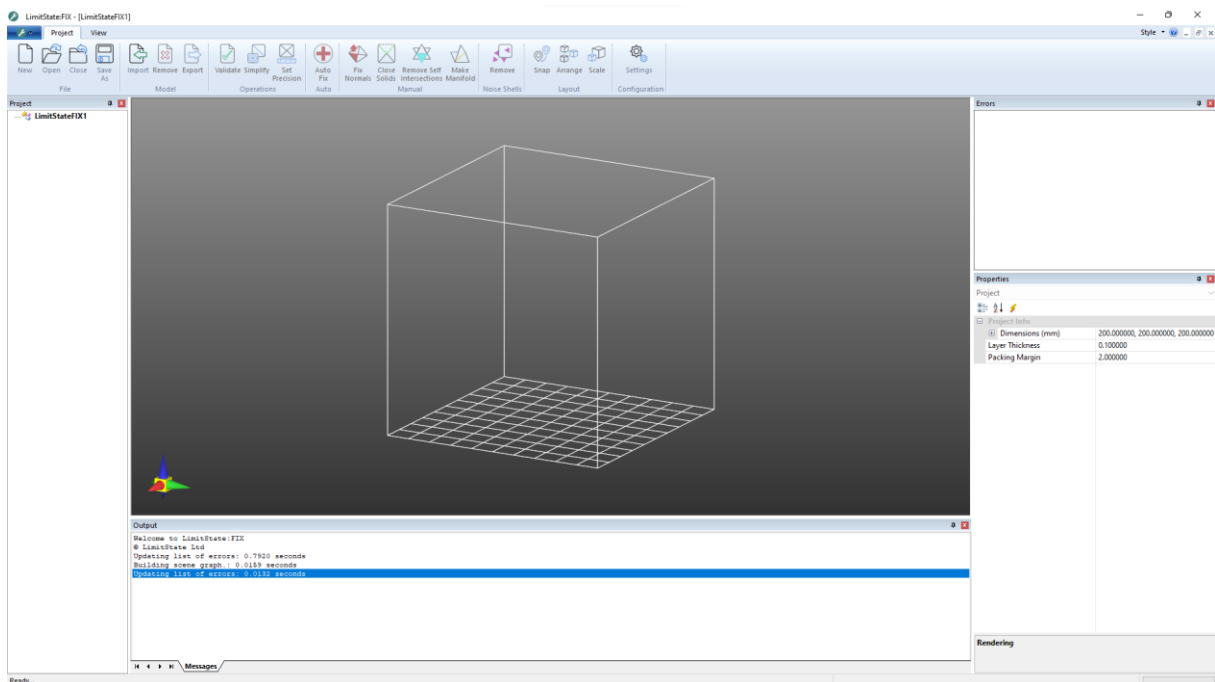 LimitState:FIX - [LimitStateFIX1]
Project View Style
New Open Close Save As
Import Remove Export
Validate Simplify Set Precision
Auto Fix
Fix Normals Close Solids Remove Self Intersections Make Manifold
Remove
Snap Arrange Scale
Settings
File Model Operations Auto Manual Noise Shells Layout Configuration
Project
LimitStateFIX1
Errors
Properties
Project
Project Info
Dimensions (mm) 200.000000, 200.000000, 200.000000
Layer Thickness 0.100000
Packing Margin 2.000000
Rendering
Output
Welcome to LimitState:FIX
© LimitState Ltd
Updating list of errors: 0.7920 seconds
Building scene graph.: 0.0159 seconds
Updating list of errors: 0.0132 seconds
Messages
Ready...